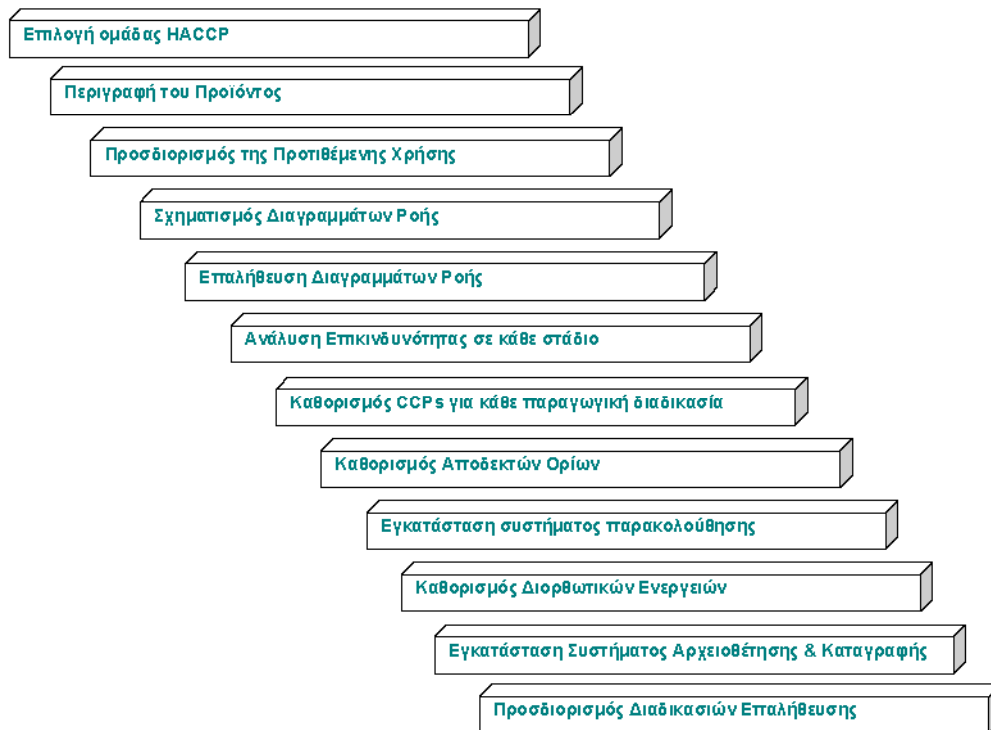 Επιλογή ομάδας HACCP
Περιγραφή του Προϊόντος
Προσδιορισμός της Προτιθέμενης Χρήσης
Σχηματισμός Διαγραμμάτων Ροής
Επαλήθευση Διαγραμμάτων Ροής
Ανάλυση Επικινδυνότητας σε κάθε στάδιο
Καθορισμός CCPs για κάθε παραγωγική διαδικασία
Καθορισμός Αποδεκτών Ορίων
Εγκατάσταση συστήματος παρακολούθησης
Καθορισμός Διορθωτικών Ενεργειών
Εγκατάσταση Συστήματος Αρχειοθέτησης & Καταγραφής
Προσδιορισμός Διαδικασιών Επαλήθευσης